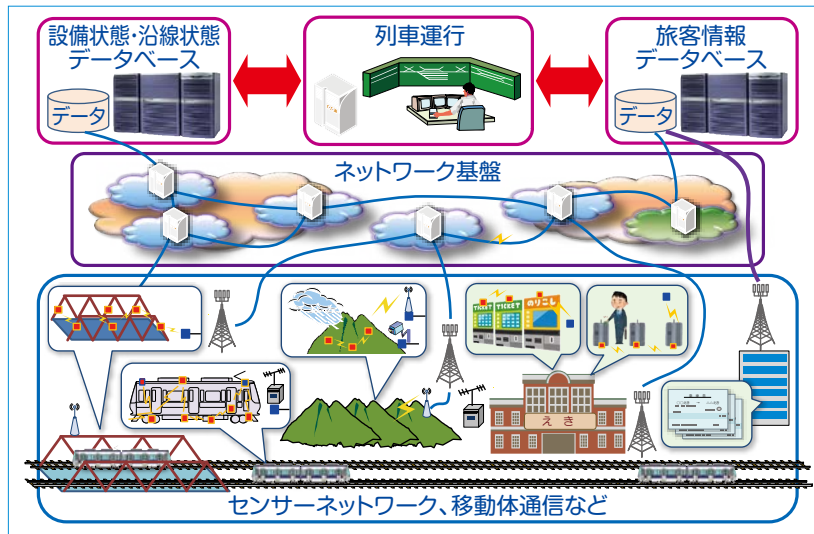 設備状態・沿線状態
データベース
データ
列車運行
旅客情報
データベース
データ
ネットワーク基盤
TICKET
TICKET
のりこし
えき
センサーネットワーク、移動体通信など